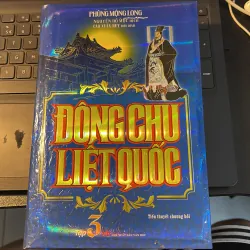 PHÙNG MỘNG LONG
ĐÔNG CHU
LIỆT QUỐC
Tiểu thuyết chương hồi
Tập 3